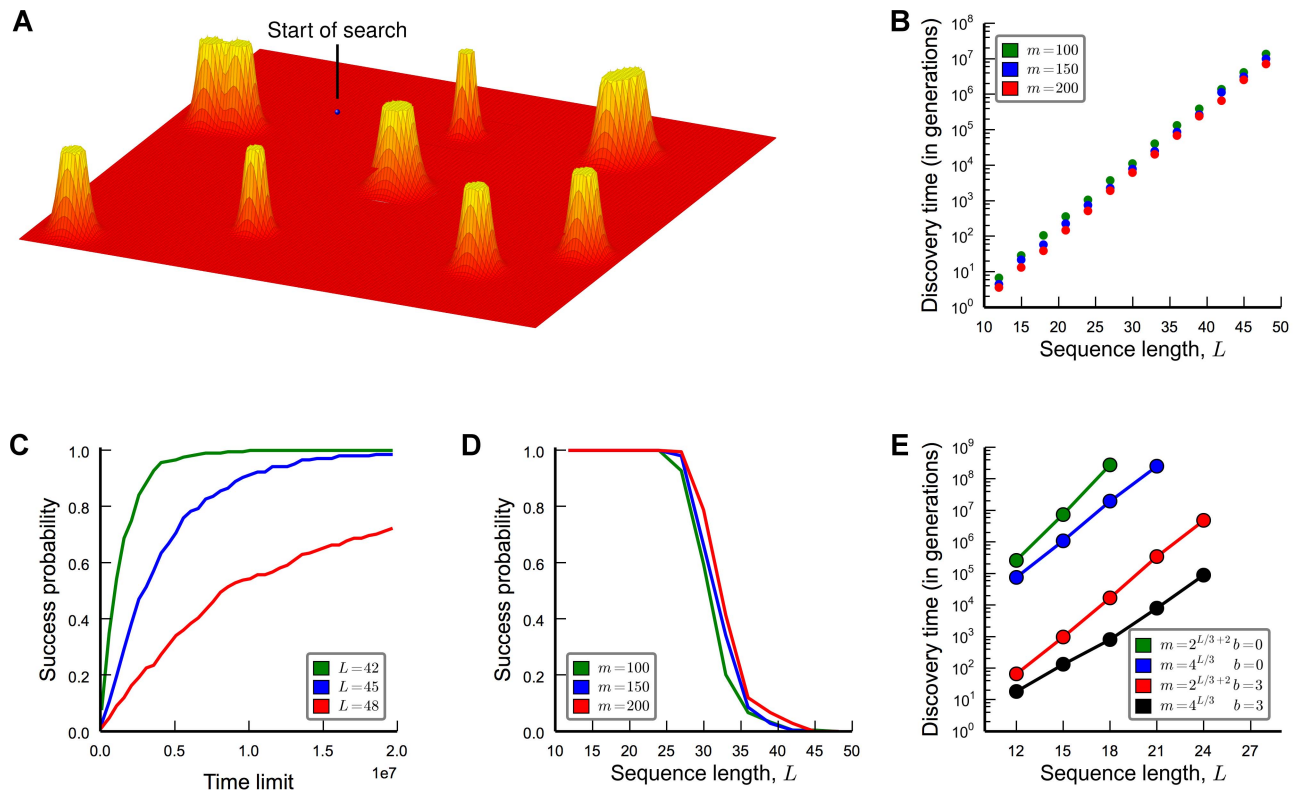 A
Start of search
B
10^8
10^7
10^6
10^5
10^4
10^3
10^2
10^1
10^0
Discovery time (in generations)
m=100
m=150
m=200
10 15 20 25 30 35 40 45 50
Sequence length, L
C
1.0
0.8
0.6
0.4
0.2
0.0
Success probability
L=42
L=45
L=48
0.0 0.5 1.0 1.5 2.0
1e7
Time limit
D
1.0
0.8
0.6
0.4
0.2
0.0
Success probability
m=100
m=150
m=200
10 15 20 25 30 35 40 45 50
Sequence length, L
E
10^9
10^8
10^7
10^6
10^5
10^4
10^3
10^2
10^1
10^0
Discovery time (in generations)
m=2^{L/3+2} b=0
m=4^{L/3} b=0
m=2^{L/3+2} b=3
m=4^{L/3} b=3
12 15 18 21 24 27
Sequence length, L